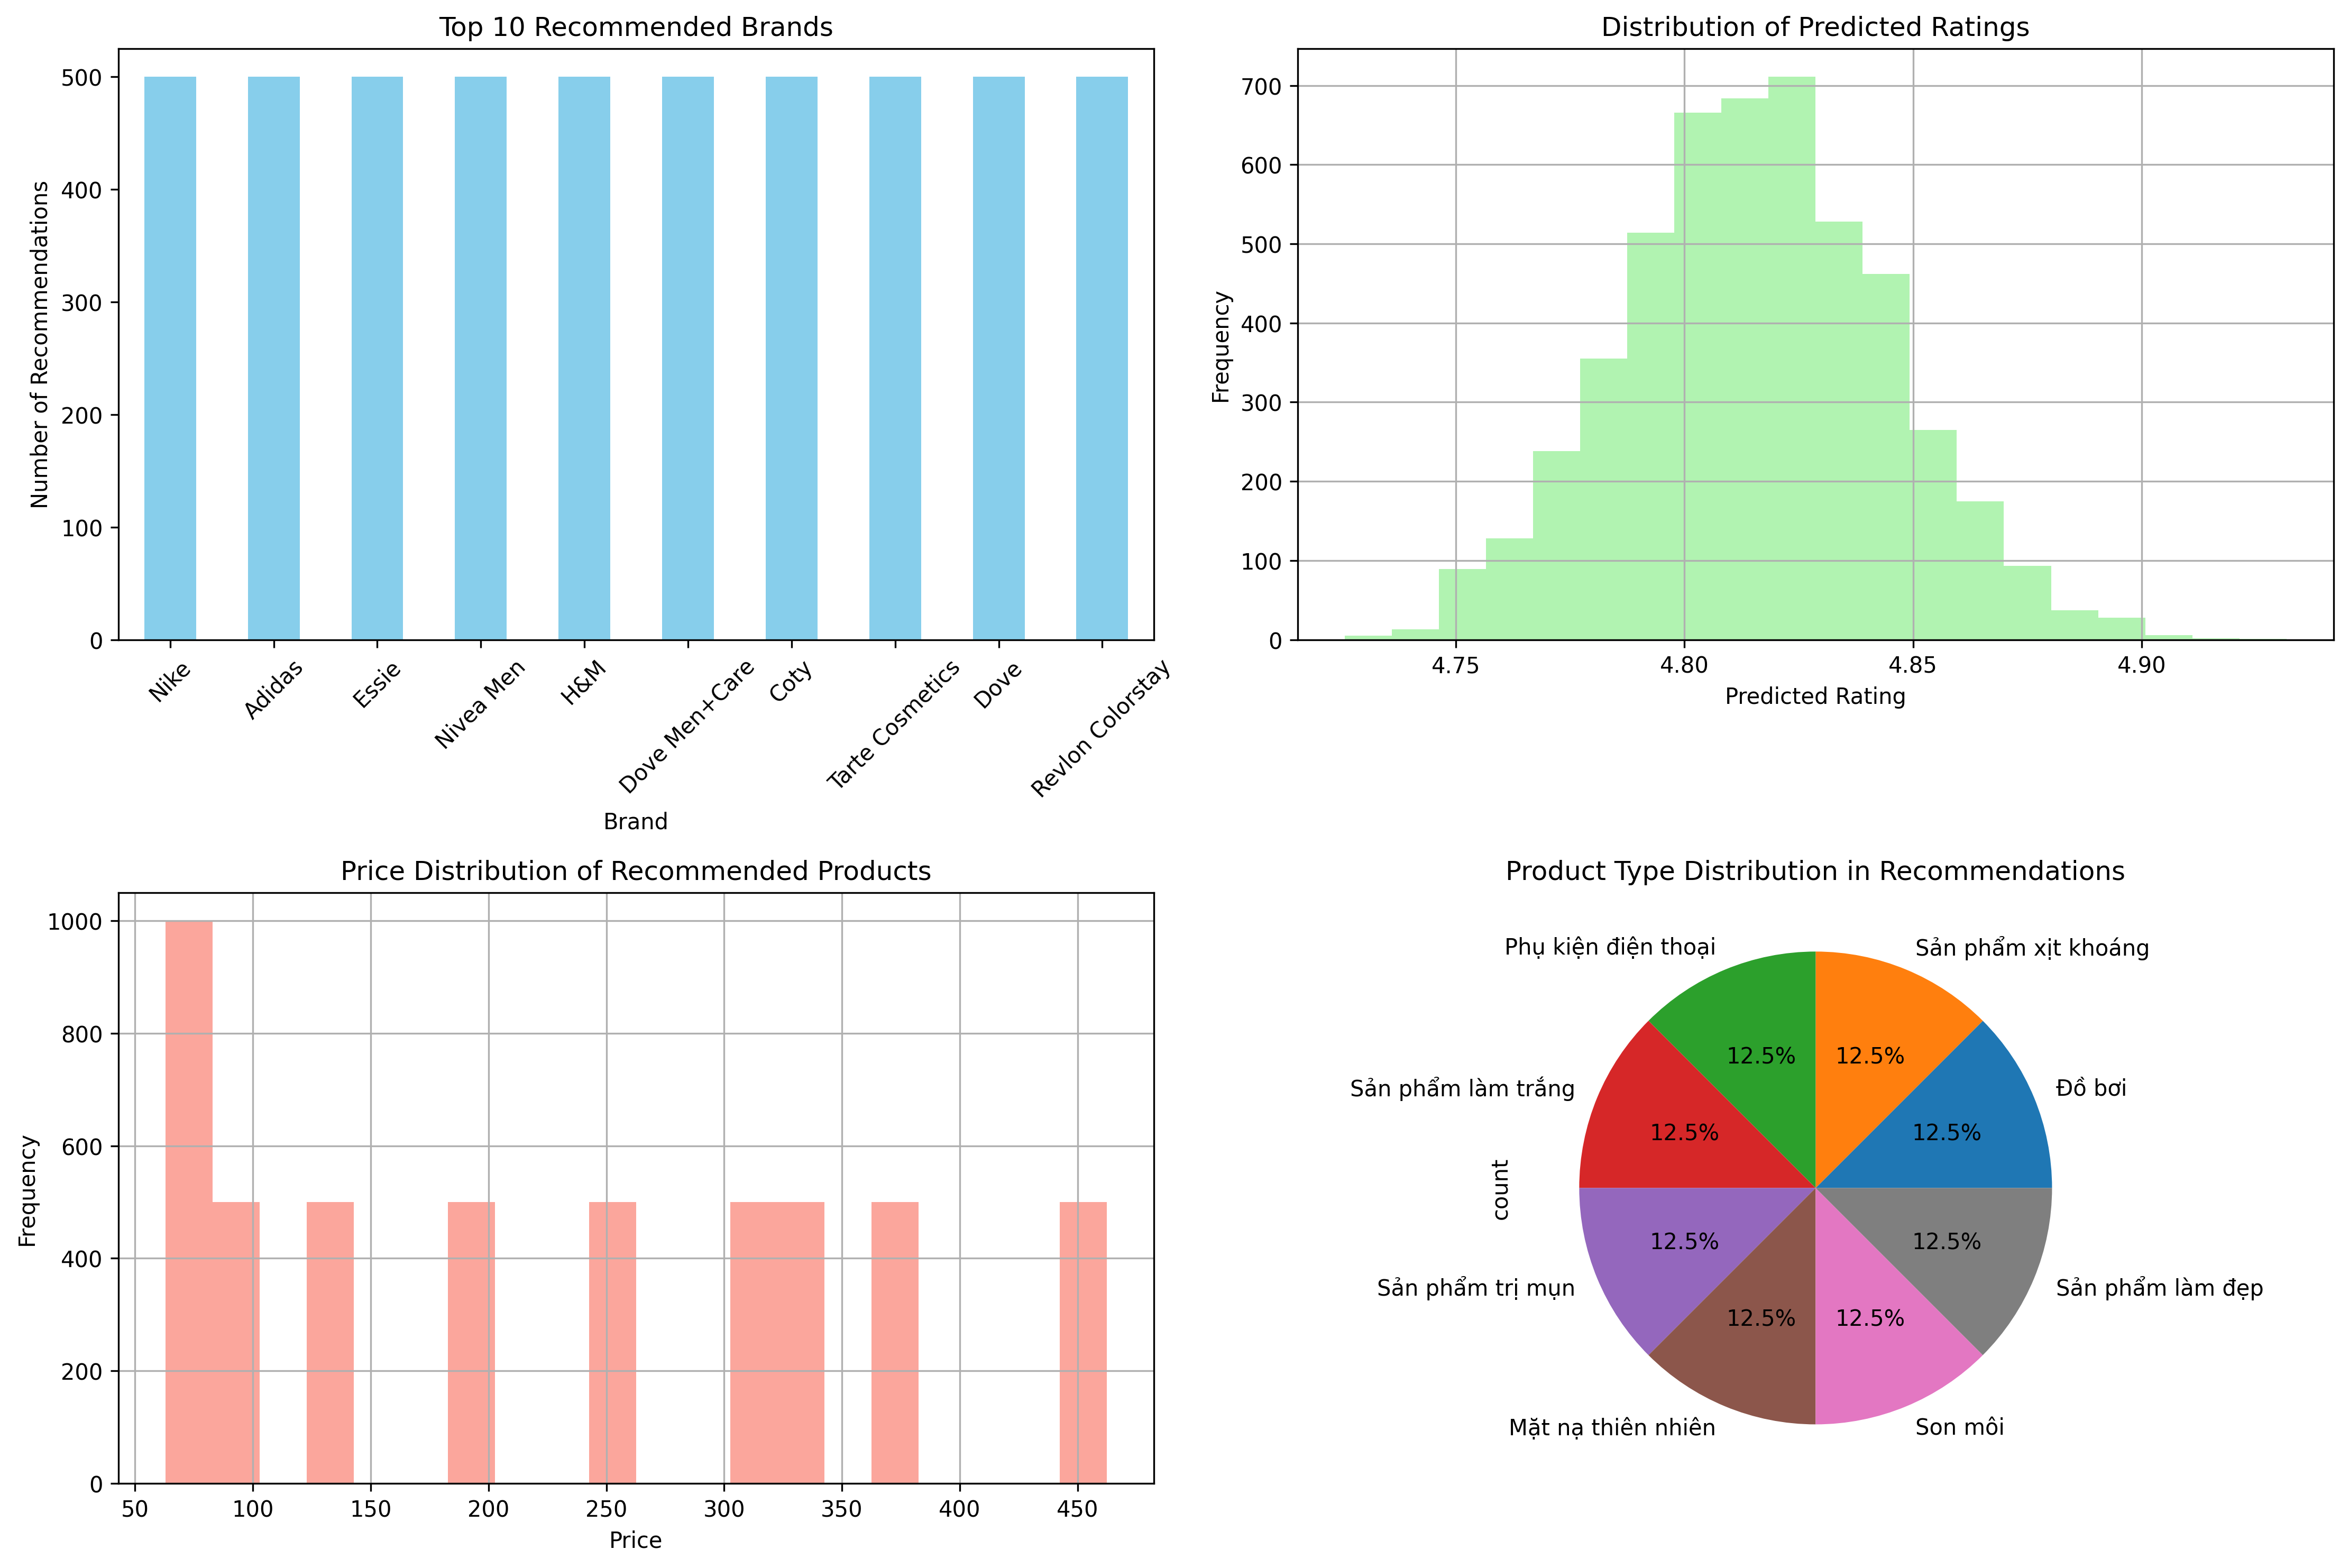 Top 10 Recommended Brands
Number of Recommendations
500
400
300
200
100
0
Nike
Adidas
Essie
Nivea Men
H&M
Dove Men+Care
Coty
Tarte Cosmetics
Dove
Revlon Colorstay
Brand
Distribution of Predicted Ratings
Frequency
700
600
500
400
300
200
100
0
4.75
4.80
4.85
4.90
Predicted Rating
Price Distribution of Recommended Products
Frequency
1000
800
600
400
200
0
50
100
150
200
250
300
350
400
450
Price
Product Type Distribution in Recommendations
count
Phụ kiện điện thoại
Sản phẩm xịt khoáng
12.5%
12.5%
Sản phẩm làm trắng
Đồ bơi
12.5%
12.5%
12.5%
12.5%
Sản phẩm trị mụn
Sản phẩm làm đẹp
12.5%
12.5%
Mặt nạ thiên nhiên
Son môi